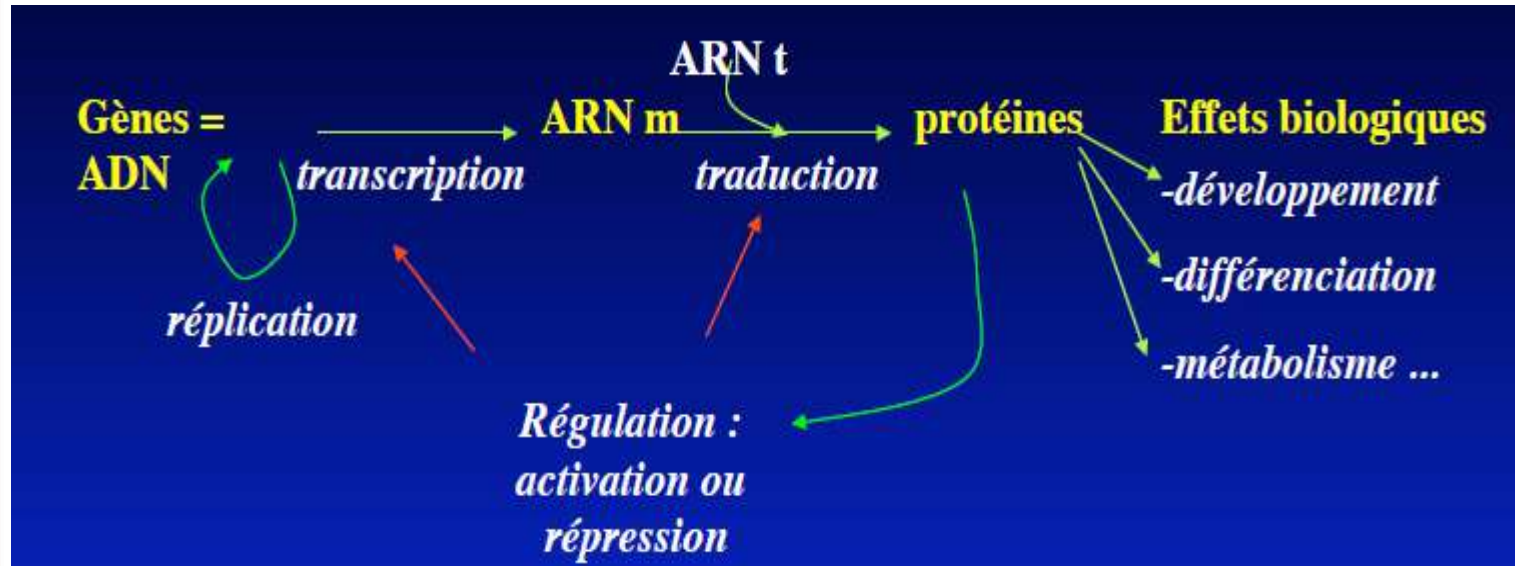 ARN t
Gènes =
ADN
ARN m
protéines
Effets biologiques
transcription
traduction
-développement
-différenciation
-métabolisme ...
réplication
Régulation :
activation ou
répression